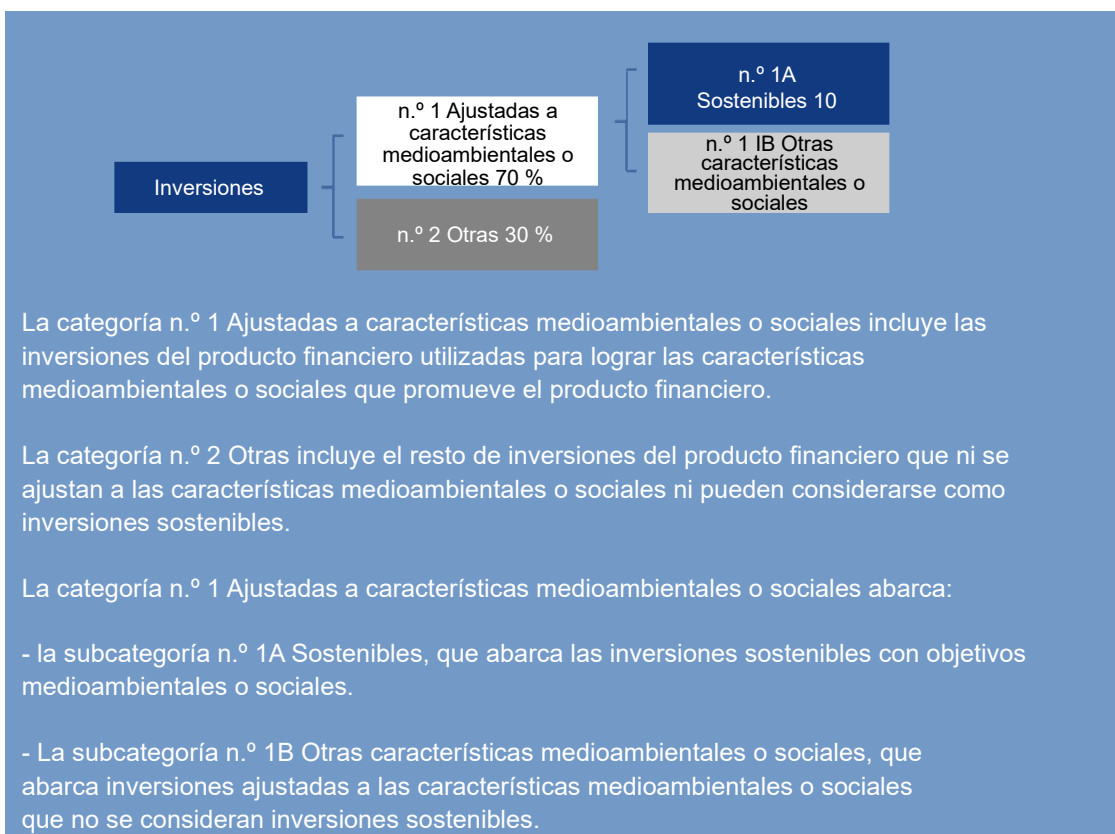 Inversiones
n.º 1 Ajustadas a
características
medioambientales o
sociales 70 %
n.º 2 Otras 30 %
n.º 1A
Sostenibles 10
n.º 1 IB Otras
características
medioambientales o
sociales
La categoría n.º 1 Ajustadas a características medioambientales o sociales incluye las
inversiones del producto financiero utilizadas para lograr las características
medioambientales o sociales que promueve el producto financiero.
La categoría n.º 2 Otras incluye el resto de inversiones del producto financiero que ni se
ajustan a las características medioambientales o sociales ni pueden considerarse como
inversiones sostenibles.
La categoría n.º 1 Ajustadas a características medioambientales o sociales abarca:
- la subcategoría n.º 1A Sostenibles, que abarca las inversiones sostenibles con objetivos
medioambientales o sociales.
- La subcategoría n.º 1B Otras características medioambientales o sociales, que
abarca inversiones ajustadas a las características medioambientales o sociales
que no se consideran inversiones sostenibles.